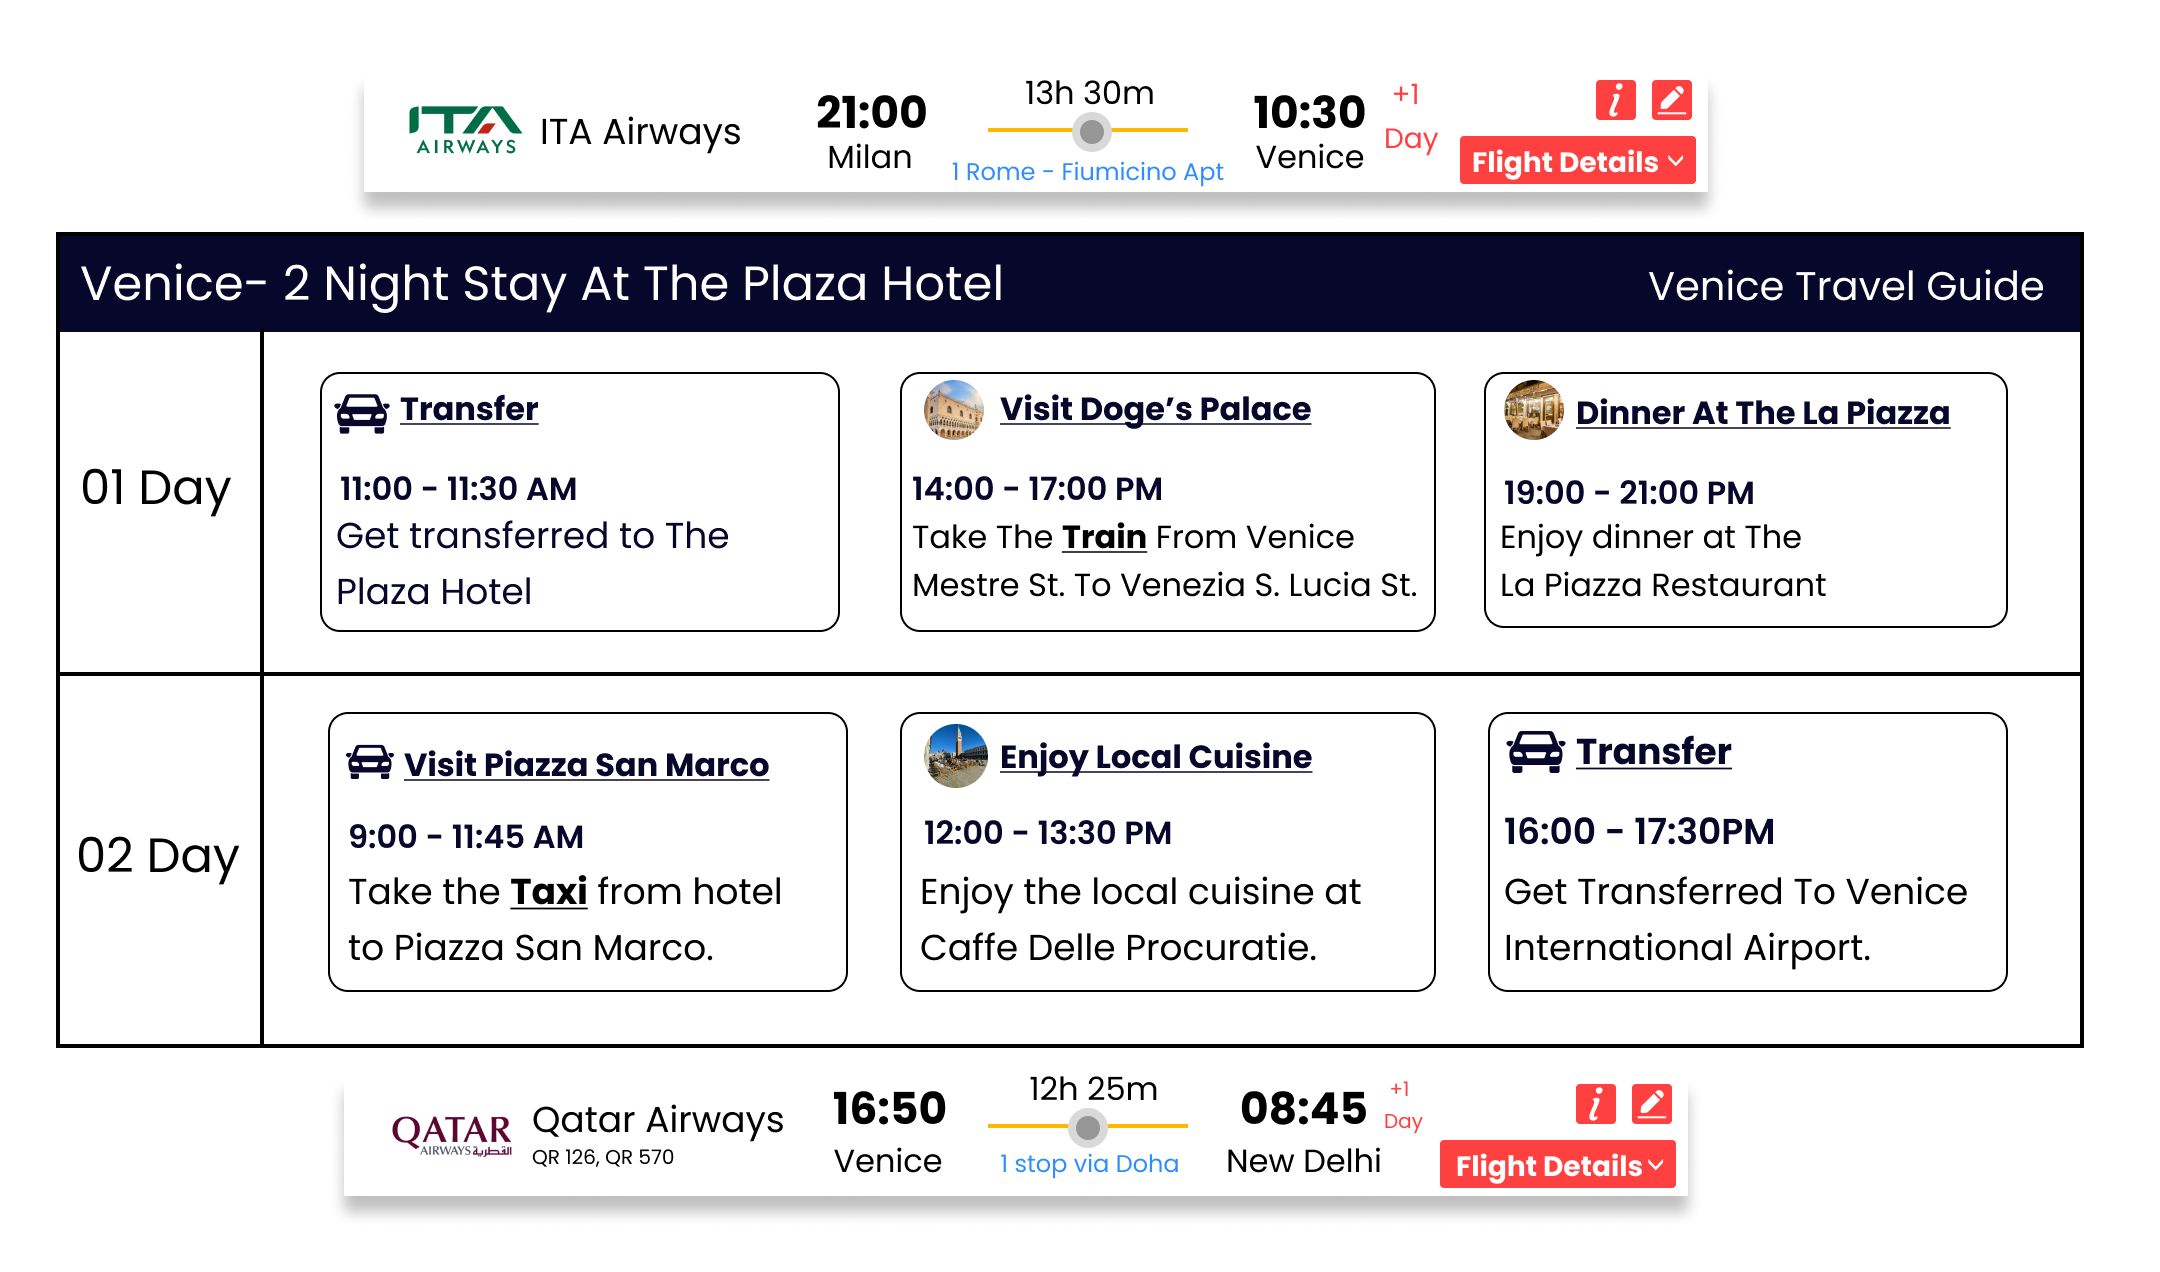 ITA
AIRWAYS
ITA Airways
21:00
Milan
13h 30m
1 Rome - Fiumicino Apt
10:30
Venice
+1
Day
i
Flight Details
Venice- 2 Night Stay At The Plaza Hotel
Venice Travel Guide
01 Day
Transfer
11:00 - 11:30 AM
Get transferred to The
Plaza Hotel
Visit Doge’s Palace
14:00 - 17:00 PM
Take The Train From Venice
Mestre St. To Venezia S. Lucia St.
Dinner At The La Piazza
19:00 - 21:00 PM
Enjoy dinner at The
La Piazza Restaurant
02 Day
Visit Piazza San Marco
9:00 - 11:45 AM
Take the Taxi from hotel
to Piazza San Marco.
Enjoy Local Cuisine
12:00 - 13:30 PM
Enjoy the local cuisine at
Caffe Delle Procuratie.
Transfer
16:00 - 17:30PM
Get Transferred To Venice
International Airport.
QATAR
AIRWAYS القطرية
Qatar Airways
QR 126, QR 570
16:50
Venice
12h 25m
1 stop via Doha
08:45
New Delhi
+1
Day
i
Flight Details